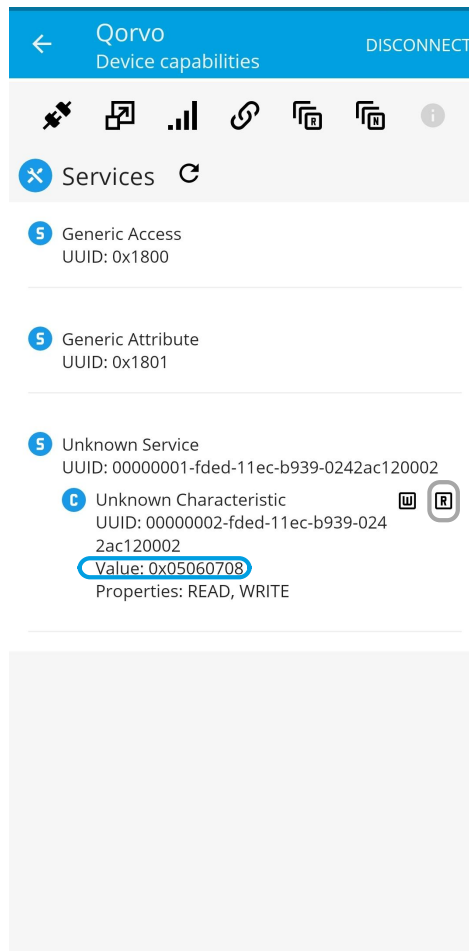 Qorvo
Device capabilities
DISCONNECT
R
N
i
Services
S
Generic Access
UUID: 0x1800
S
Generic Attribute
UUID: 0x1801
S
Unknown Service
UUID: 00000001-fded-11ec-b939-0242ac120002
C
Unknown Characteristic
W
R
UUID: 00000002-fded-11ec-b939-024
2ac120002
Value: 0x05060708
Properties: READ, WRITE